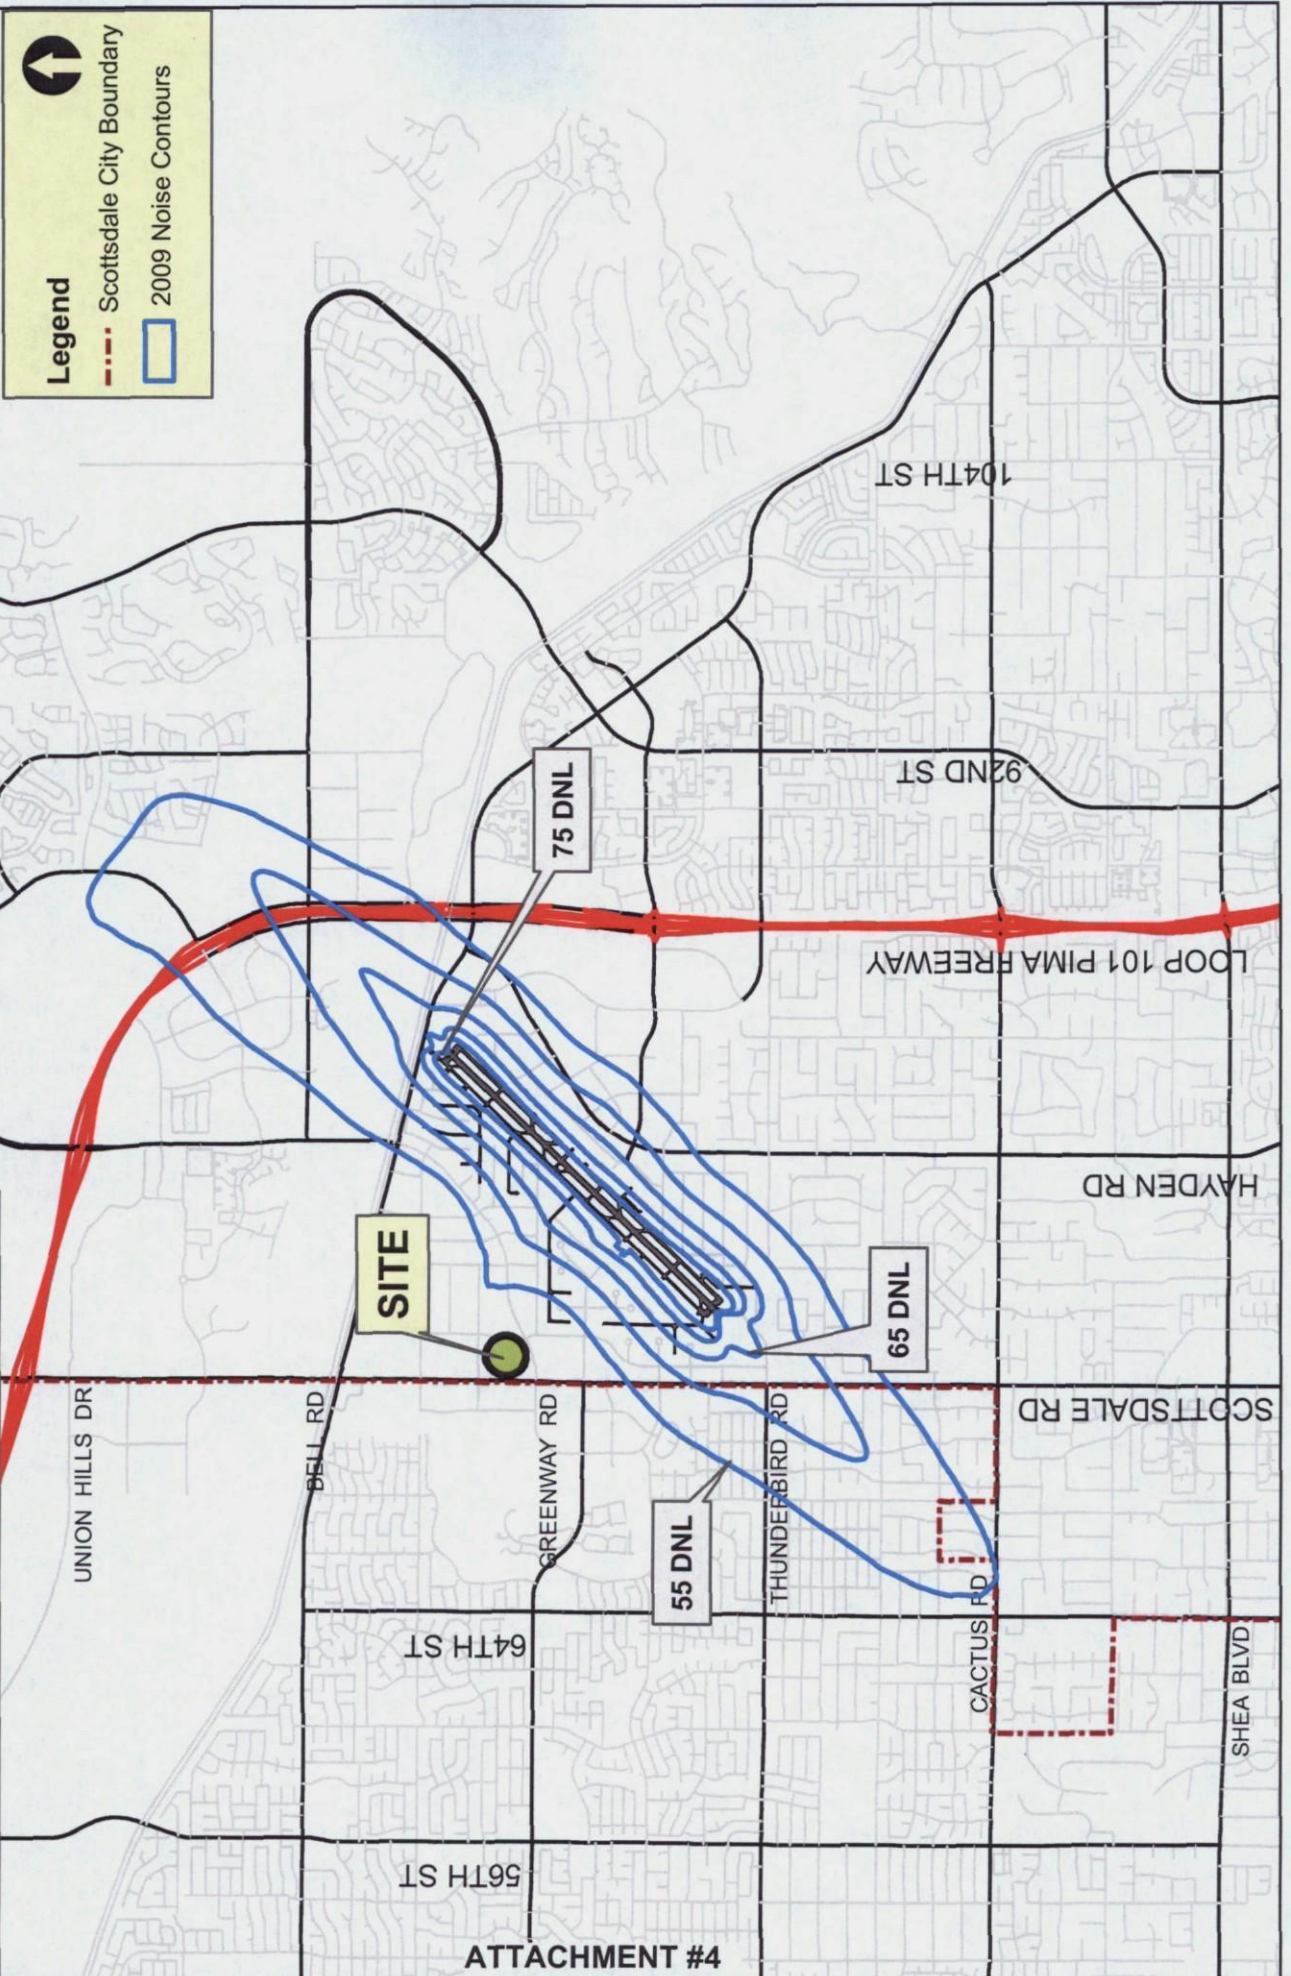 Legend
Scottsdale City Boundary
2009 Noise Contours
UNION HILLS DR
BELL RD
SITE
GREENWAY RD
75 DNL
55 DNL
65 DNL
THUNDERBIRD RD
CACTUS RD
SHEA BLVD
56TH ST
64TH ST
SCOTTSDALE RD
HAYDEN RD
LOOP 101 PIMA FREEWAY
92ND ST
104TH ST
ATTACHMENT #4